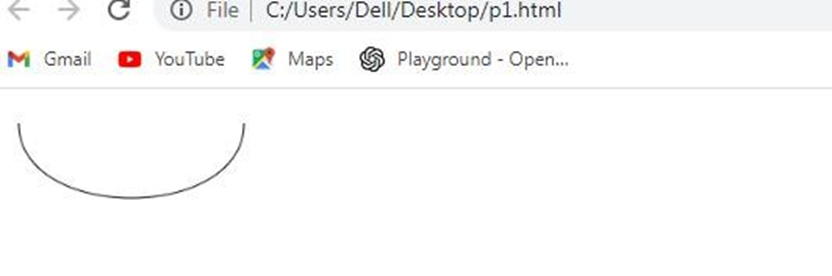 File | C:/Users/Dell/Desktop/p1.html
Gmail YouTube Maps Playground - Open...